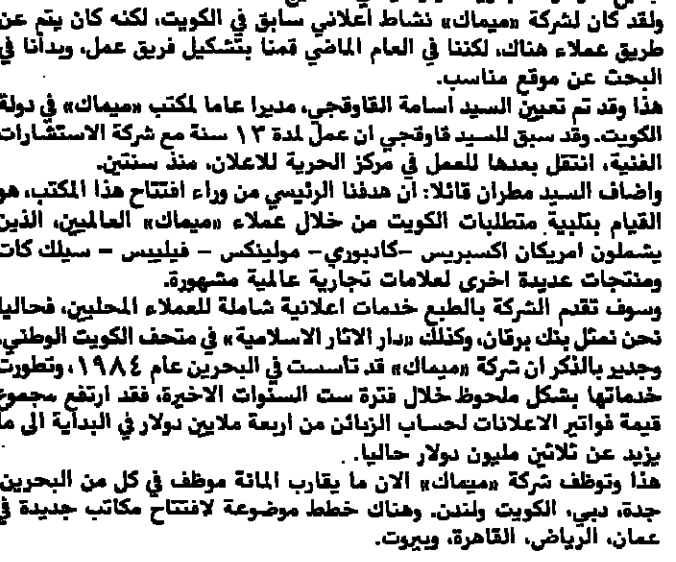 ولقد كان لشركة «ميماك» نشاط اعلاني سابق في الكويت، لكنه كان يتم عن
طريق عملاء هناك، لكننا في العام الماضي قمنا بتشكيل فريق عمل، وبدأنا في
البحث عن موقع مناسب.
هذا وقد تم تعيين السيد اسامة القاوقجي، مديرا عاما لمكتب «ميماك» في دولة
الكويت. وقد سبق للسيد قاوقجي ان عمل لمدة ١٣ سنة مع شركة الاستشارات
الفنية، انتقل بعدها للعمل في مركز الحرية للاعلان، منذ سنتين.
واضاف السيد مطران قائلا: ان هدفنا الرئيسي من وراء افتتاح هذا المكتب، هو
القيام بتلبية متطلبات الكويت من خلال عملاء «ميماك» العالميين، الذين
يشملون امريكان اكسبريس –كادبوري– مولينكس – فيليبس – سيلك كات
ومنتجات عديدة اخرى لعلامات تجارية عالمية مشهورة.
وسوف تقدم الشركة بالطبع خدمات اعلانية شاملة للعملاء المحليين، فحاليا
نحن نمثل بنك برقان، وكذلك «دار الاثار الاسلامية» في متحف الكويت الوطني.
وجدير بالذكر ان شركة «ميماك» قد تاسست في البحرين عام ١٩٨٤، وتطورت
خدماتها بشكل ملحوظ خلال فترة ست السنوات الاخيرة، فقد ارتفع مجموع
قيمة فواتير الاعلانات لحساب الزبائن من اربعة ملايين دولار في البداية الى ما
يزيد عن ثلاثين مليون دولار حاليا.
هذا وتوظف شركة «ميماك» الان ما يقارب المائة موظف في كل من البحرين،
جدة، دبي، الكويت ولندن. وهناك خطط موضوعة لافتتاح مكاتب جديدة في
عمان، الرياض، القاهرة، وبيروت.